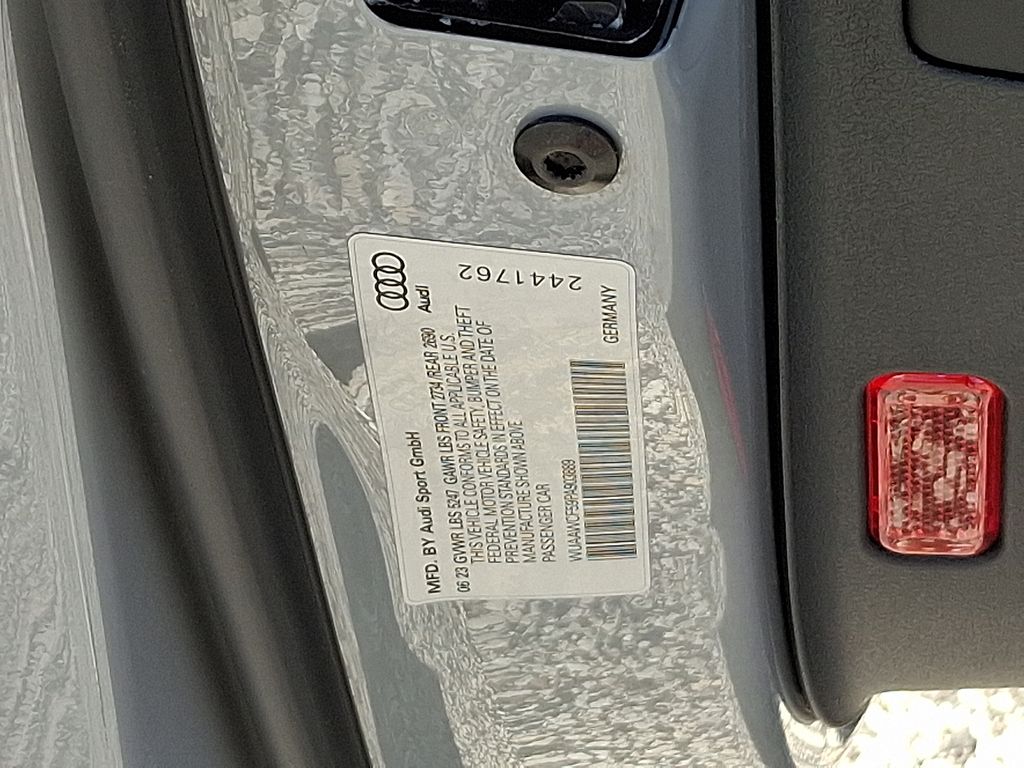 MFD. BY Audi Sport GmbH
Audi
06 23 GVWR LBS 5247 GAWR LBS FRONT 2734 /REAR 2690
THIS VEHICLE CONFORMS TO ALL APPLICABLE U.S.
FEDERAL MOTOR VEHICLE SAFETY, BUMPER AND THEFT
PREVENTION STANDARDS IN EFFECT ON THE DATE OF
MANUFACTURE SHOWN ABOVE
PASSENGER CAR
2441762
GERMANY